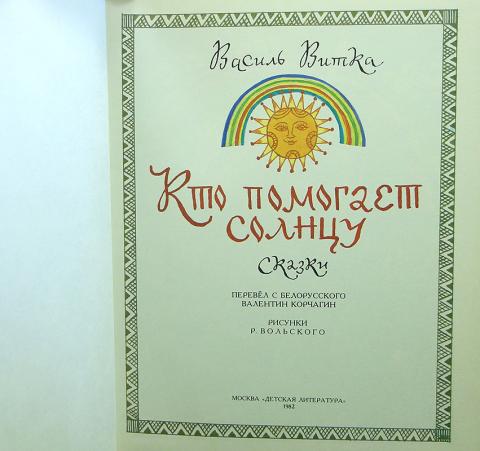 Василь Витка
Кто помогает
солнцу
Сказки
ПЕРЕВЁЛ С БЕЛОРУССКОГО
ВАЛЕНТИН КОРЧАГИН
РИСУНКИ
Р. ВОЛЬСКОГО
МОСКВА «ДЕТСКАЯ ЛИТЕРАТУРА»
1982